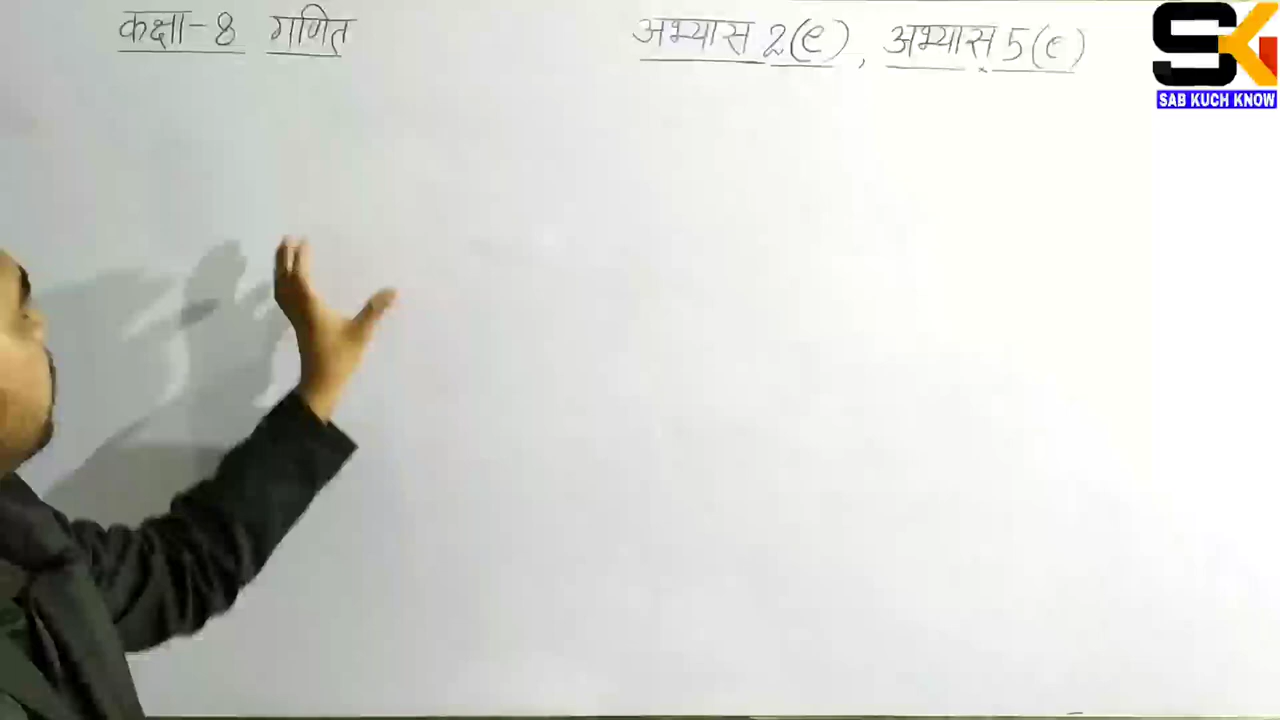 कक्षा-8 गणित
अभ्यास 2(e), अभ्यास 5(c)
SK
SAB KUCH KNOW